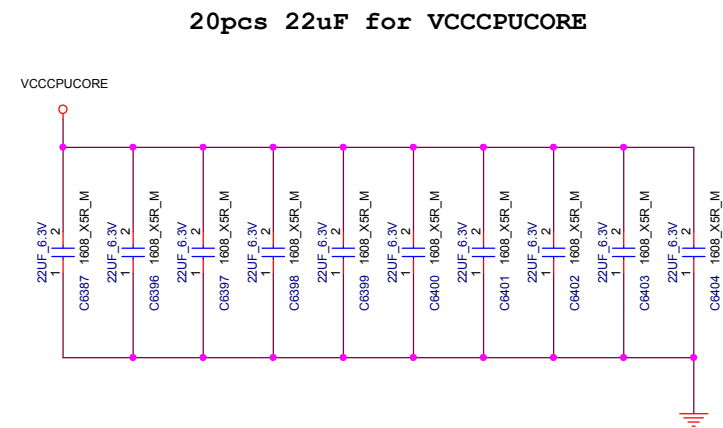 20pcs 22uF for VCCCPUCORE
VCCCPUCORE
22UF_6.3V
1 2
1608_X5R_M
C6387
22UF_6.3V
1 2
1608_X5R_M
C6396
22UF_6.3V
1 2
1608_X5R_M
C6397
22UF_6.3V
1 2
1608_X5R_M
C6398
22UF_6.3V
1 2
1608_X5R_M
C6399
22UF_6.3V
1 2
1608_X5R_M
C6400
22UF_6.3V
1 2
1608_X5R_M
C6401
22UF_6.3V
1 2
1608_X5R_M
C6402
22UF_6.3V
1 2
1608_X5R_M
C6403
22UF_6.3V
1 2
1608_X5R_M
C6404